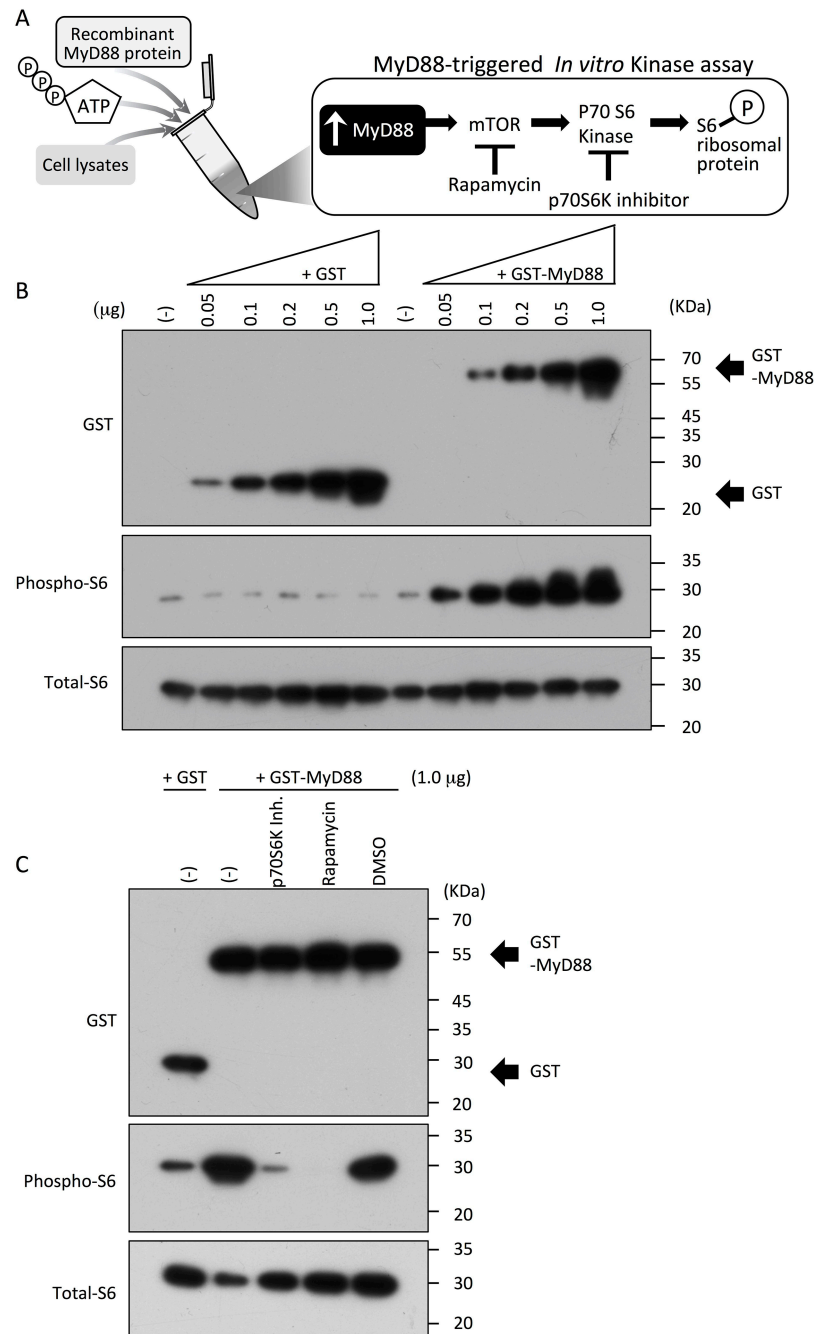 A
Recombinant
MyD88 protein
P
P
P
ATP
Cell lysates
MyD88-triggered In vitro Kinase assay
MyD88
mTOR
P70 S6
Kinase
P
S6
ribosomal
protein
Rapamycin
p70S6K inhibitor
B
+ GST
+ GST-MyD88
(µg)
(-) 0.05 0.1 0.2 0.5 1.0 (-) 0.05 0.1 0.2 0.5 1.0
(KDa)
GST
70
55
45
35
30
20
GST
-MyD88
GST
Phospho-S6
35
30
20
Total-S6
35
30
20
+ GST
+ GST-MyD88
(1.0 µg)
C
(-) (-) p70S6K Inh. Rapamycin DMSO
(KDa)
GST
70
55
45
35
30
20
GST
-MyD88
GST
Phospho-S6
35
30
20
Total-S6
35
30
20